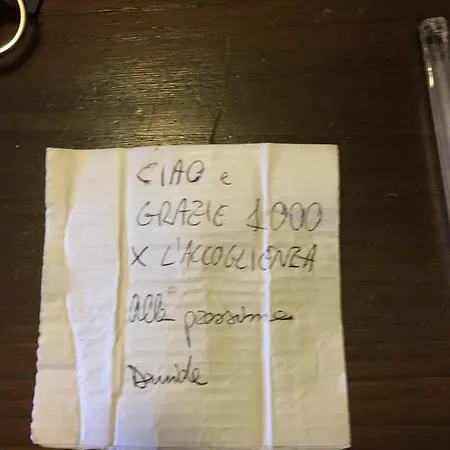 CIAO e
GRAZIE 1000
X L'ACCOGLIENZA
alla prossima
Davide